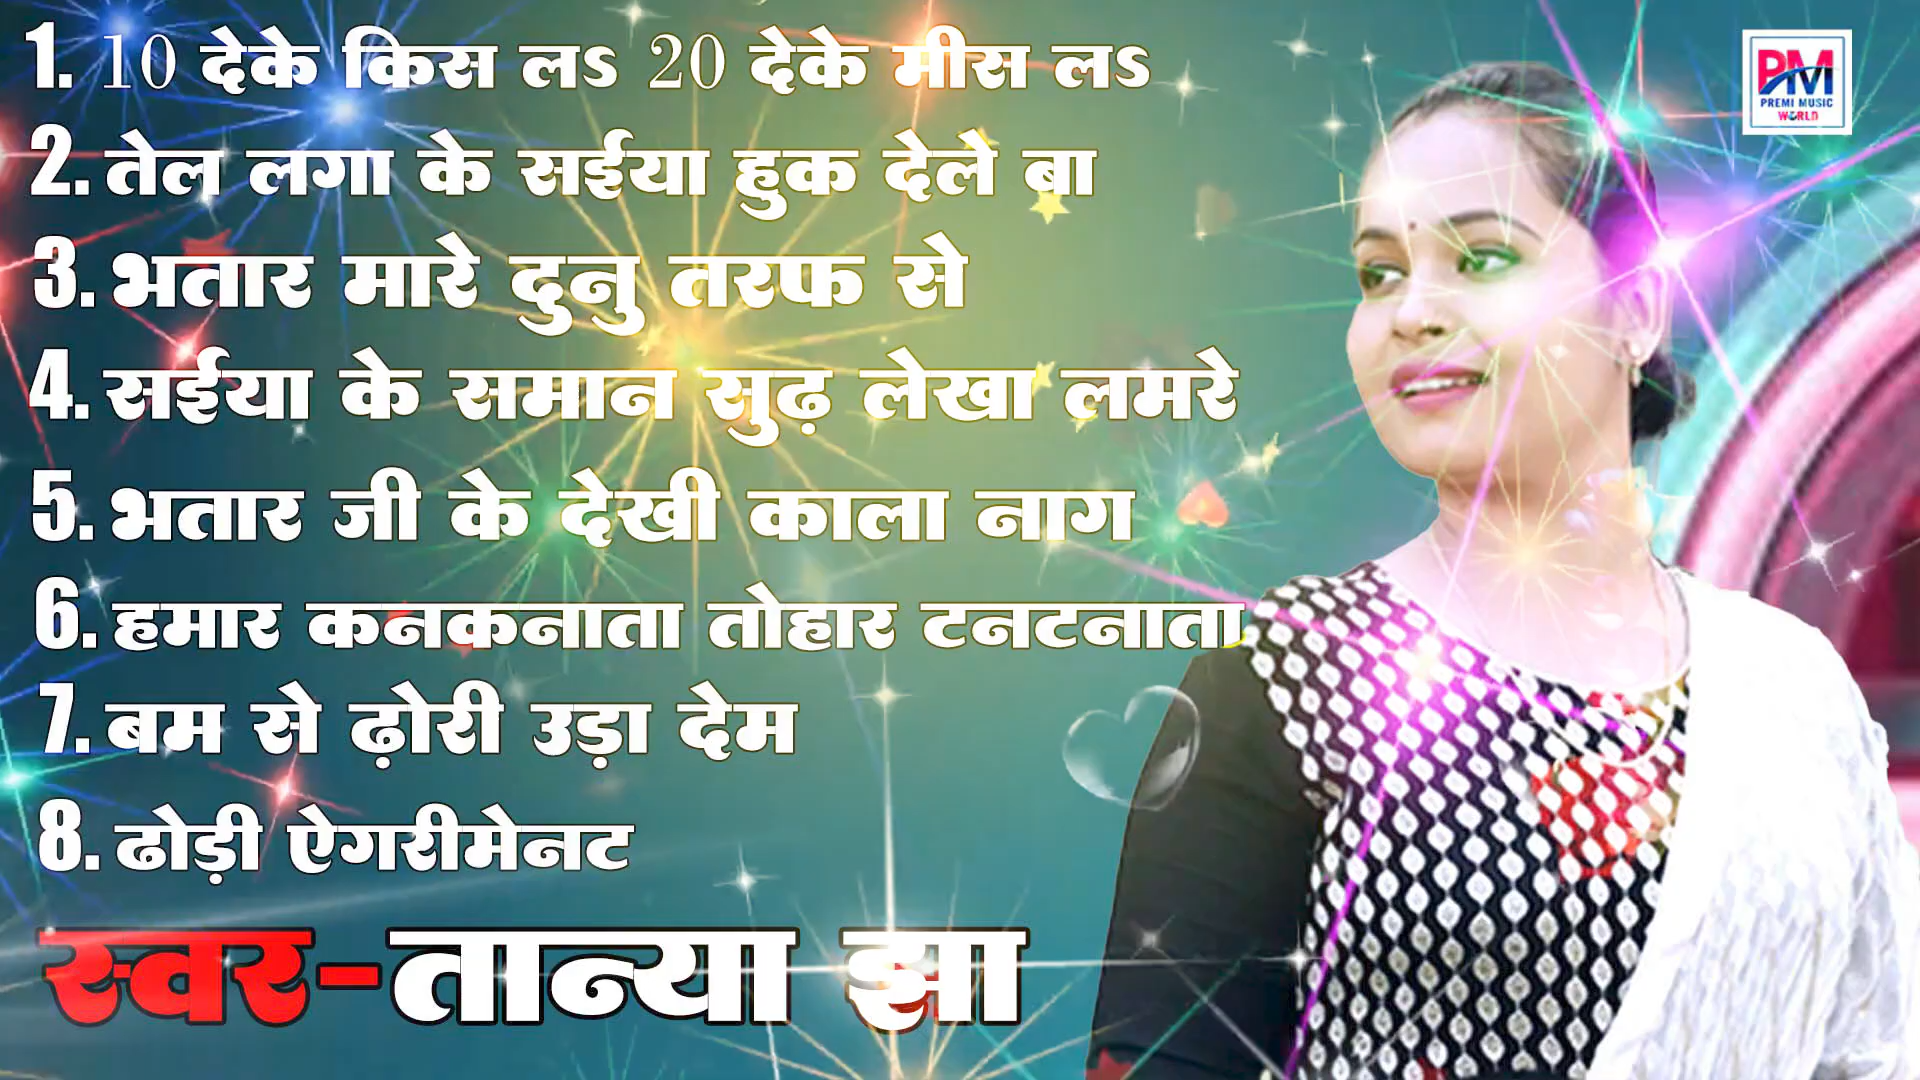 1. 10 देके किस लऽ 20 देके मीस लऽ
2. तेल लगा के सईया हुक देले बा
3. भतार मारे दुनु तरफ से
4. सईया के समान सुढ़ लेखा लमरे
5. भतार जी के देखी काला नाग
6. हमार कनकनाता तोहार टनटनाता
7. बम से ढ़ोरी उड़ा देम
8. ढोड़ी ऐगरीमेनट
स्वर-तान्या झा
PM
PREMI MUSIC
WORLD